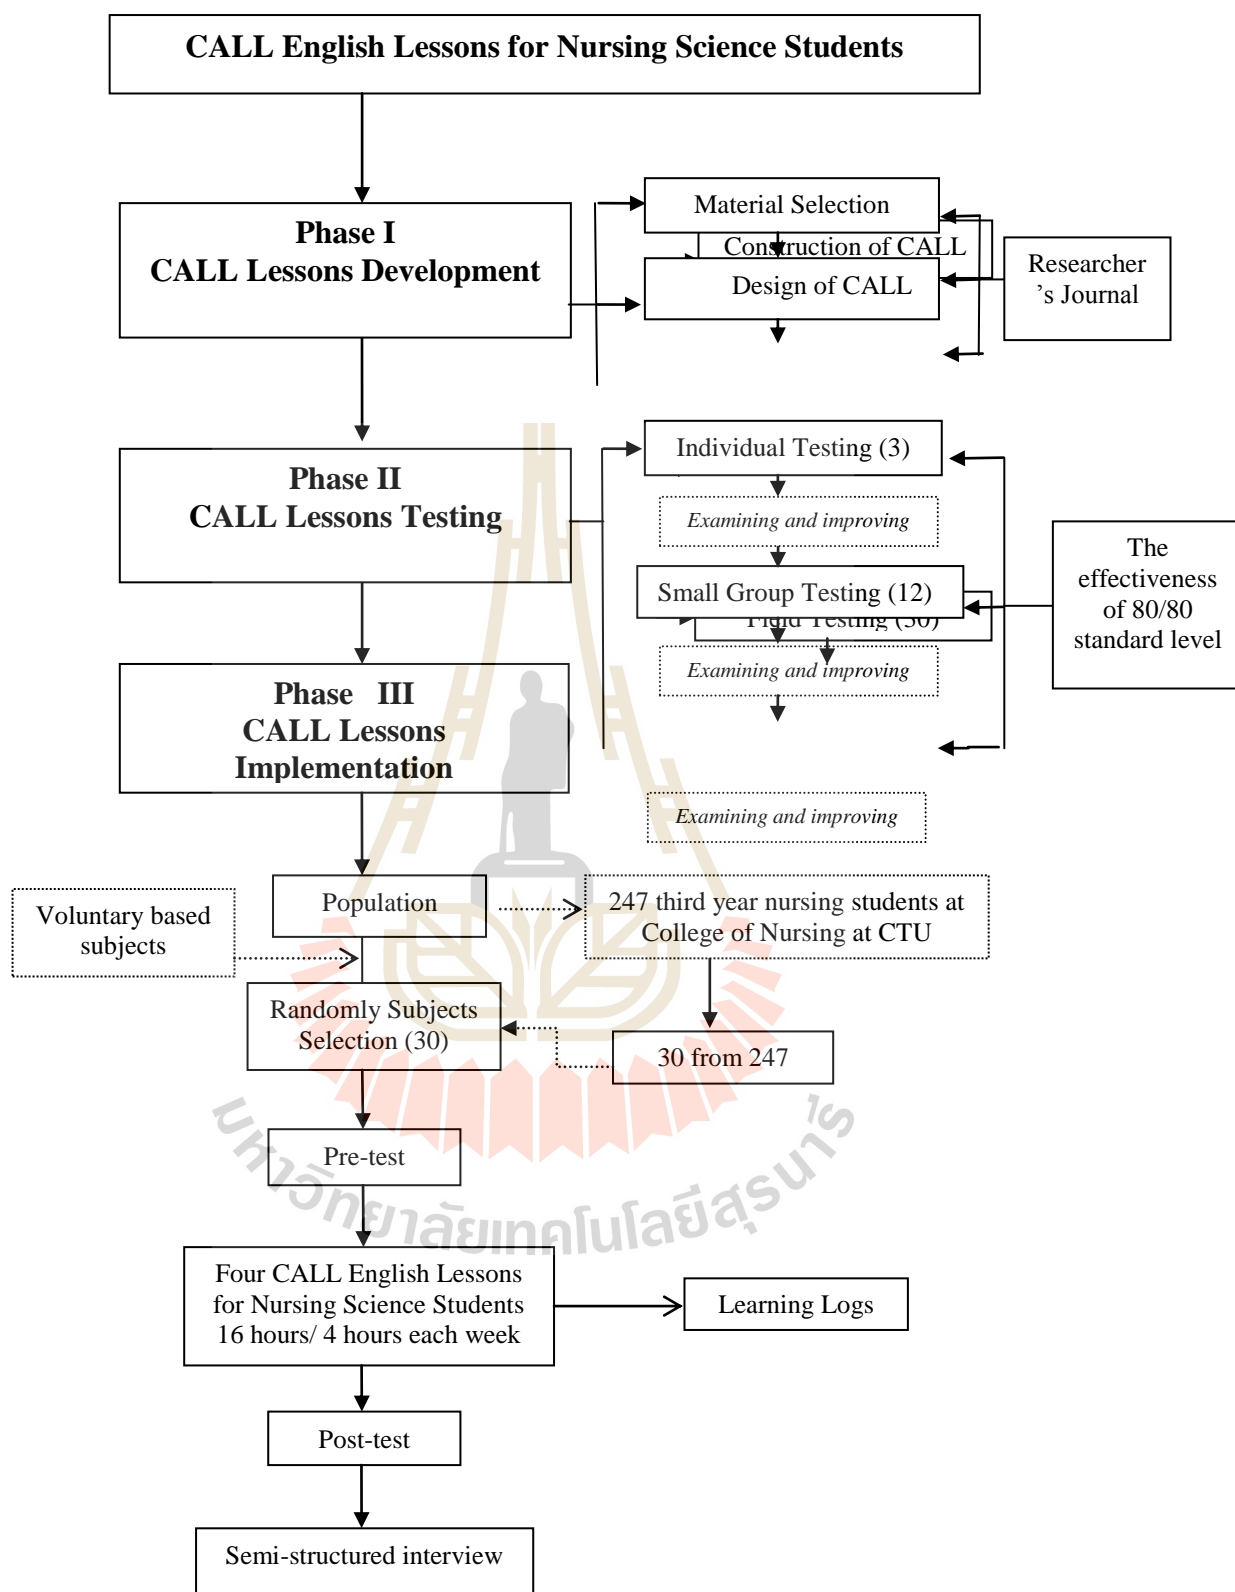 CALL English Lessons for Nursing Science Students
Phase I
CALL Lessons Development
Material Selection
Construction of CALL
Design of CALL
Researcher
's Journal
Phase II
CALL Lessons Testing
Individual Testing (3)
Examining and improving
Small Group Testing (12)
Field Testing (30)
Examining and improving
The
effectiveness
of 80/80
standard level
Phase III
CALL Lessons
Implementation
Examining and improving
Voluntary based
subjects
Population
247 third year nursing students at
College of Nursing at CTU
Randomly Subjects
Selection (30)
30 from 247
Pre-test
มหาวิทยาลัยเทคโนโลยีสุรนารี
Four CALL English Lessons
for Nursing Science Students
16 hours/ 4 hours each week
Learning Logs
Post-test
Semi-structured interview